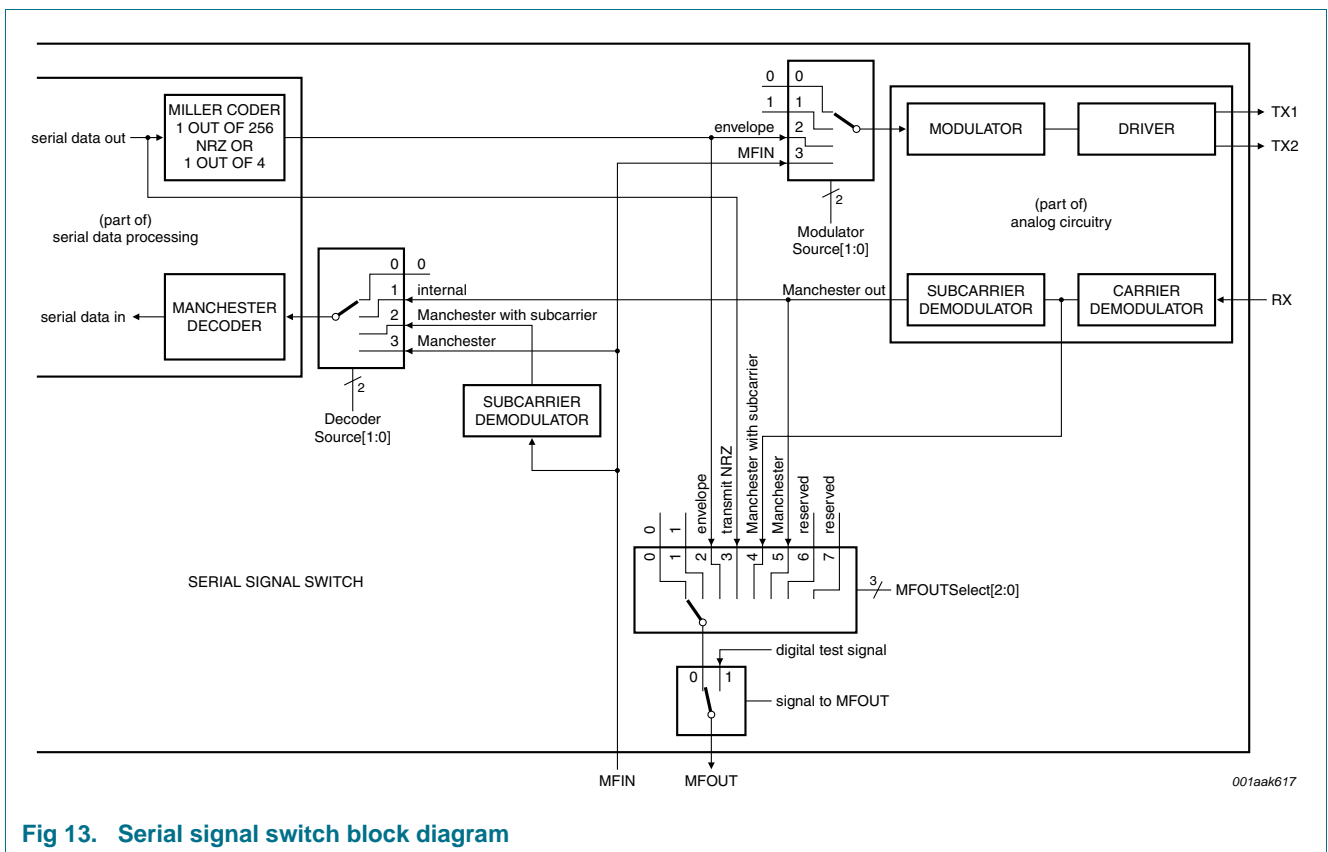 MILLER CODER
1 OUT OF 256
NRZ OR
1 OUT OF 4
serial data out
(part of)
serial data processing
MANCHESTER
DECODER
serial data in
0 0
1 internal
2 Manchester with subcarrier
3 Manchester
2
Decoder
Source[1:0]
SUBCARRIER
DEMODULATOR
0 0
1 1
envelope 2
MFIN 3
2
Modulator
Source[1:0]
MODULATOR
DRIVER
TX1
TX2
(part of)
analog circuitry
Manchester out
SUBCARRIER
DEMODULATOR
CARRIER
DEMODULATOR
RX
0 0
1 1
2 envelope
3 transmit NRZ
4 Manchester with subcarrier
5 Manchester
6 reserved
7 reserved
3
MFOUTSelect[2:0]
SERIAL SIGNAL SWITCH
digital test signal
0 1
signal to MFOUT
MFIN
MFOUT
001aak617
Fig 13. Serial signal switch block diagram